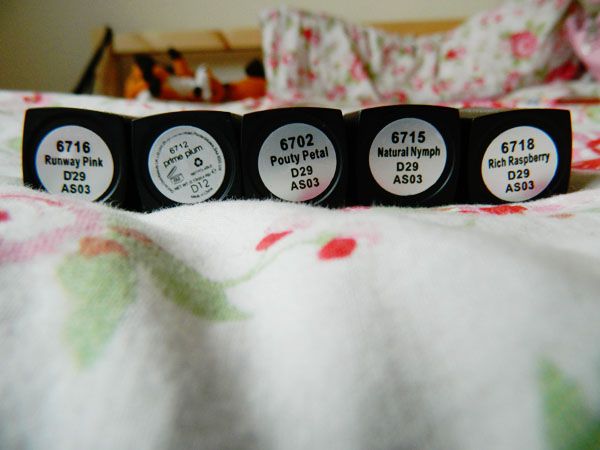 6716
Runway Pink
D29
AS03
6712
prime plum
D12
6702
Pouty Petal
D29
AS03
6715
Natural Nymph
D29
AS03
6718
Rich Raspberry
D29
AS03